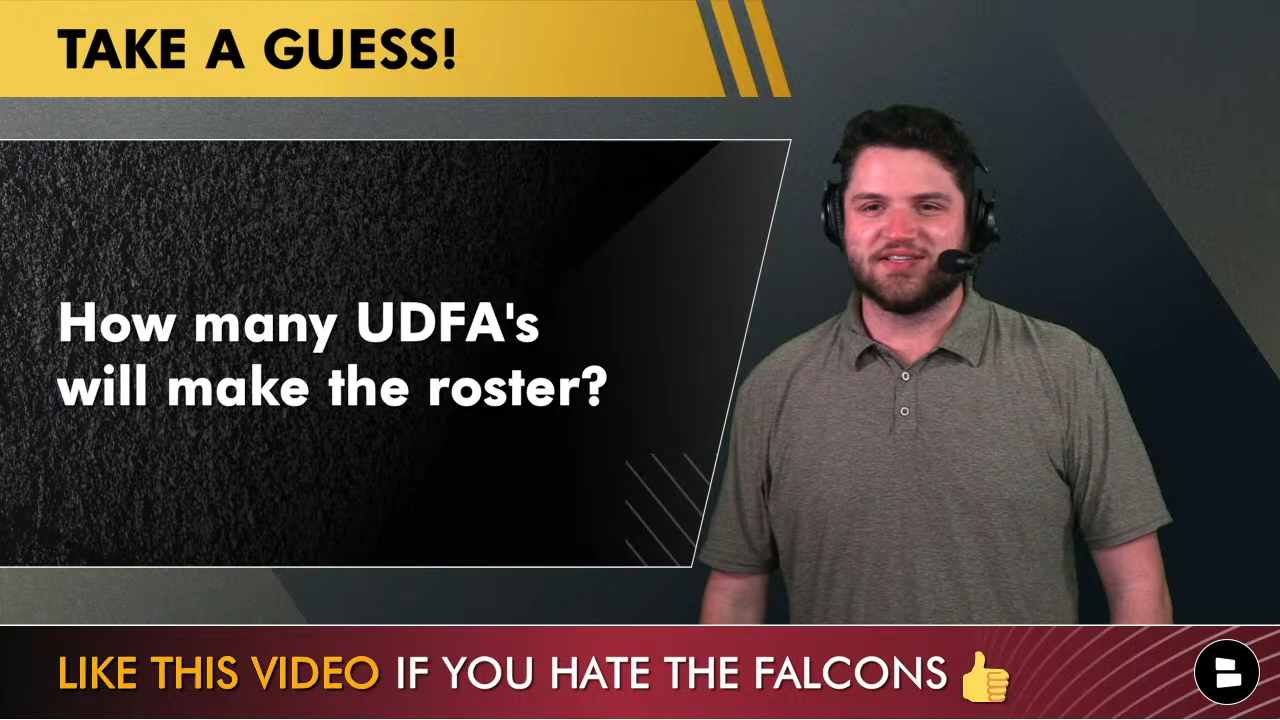 TAKE A GUESS!
How many UDFA's
will make the roster?
LIKE THIS VIDEO IF YOU HATE THE FALCONS